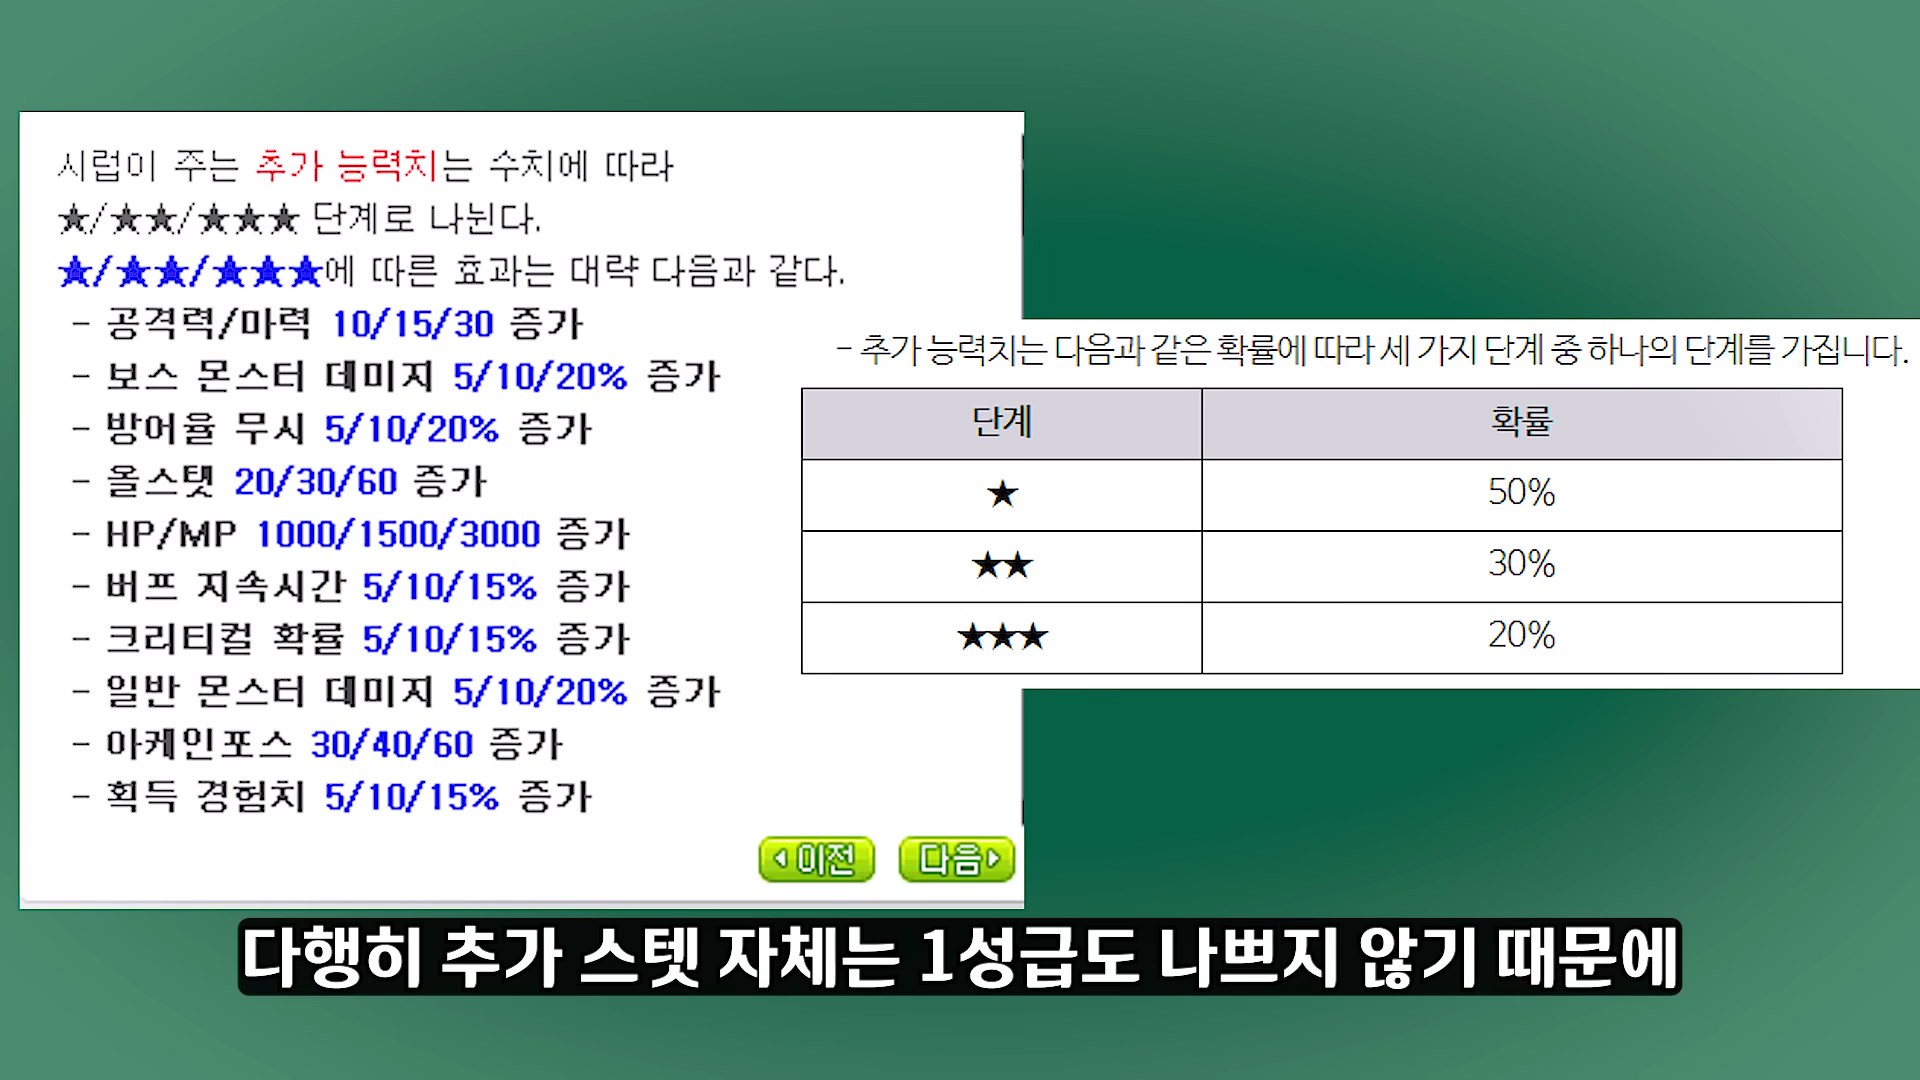 시럽이 주는 추가 능력치는 수치에 따라
★/★★/★★★ 단계로 나뉜다.
★/★★/★★★에 따른 효과는 대략 다음과 같다.
- 공격력/마력 10/15/30 증가
- 보스 몬스터 데미지 5/10/20% 증가
- 방어율 무시 5/10/20% 증가
- 올스탯 20/30/60 증가
- HP/MP 1000/1500/3000 증가
- 버프 지속시간 5/10/15% 증가
- 크리티컬 확률 5/10/15% 증가
- 일반 몬스터 데미지 5/10/20% 증가
- 아케인포스 30/40/60 증가
- 획득 경험치 5/10/15% 증가
이전 다음
- 추가 능력치는 다음과 같은 확률에 따라 세 가지 단계 중 하나의 단계를 가집니다.
단계 확률
★ 50%
★★ 30%
★★★ 20%
다행히 추가 스텟 자체는 1성급도 나쁘지 않기 때문에